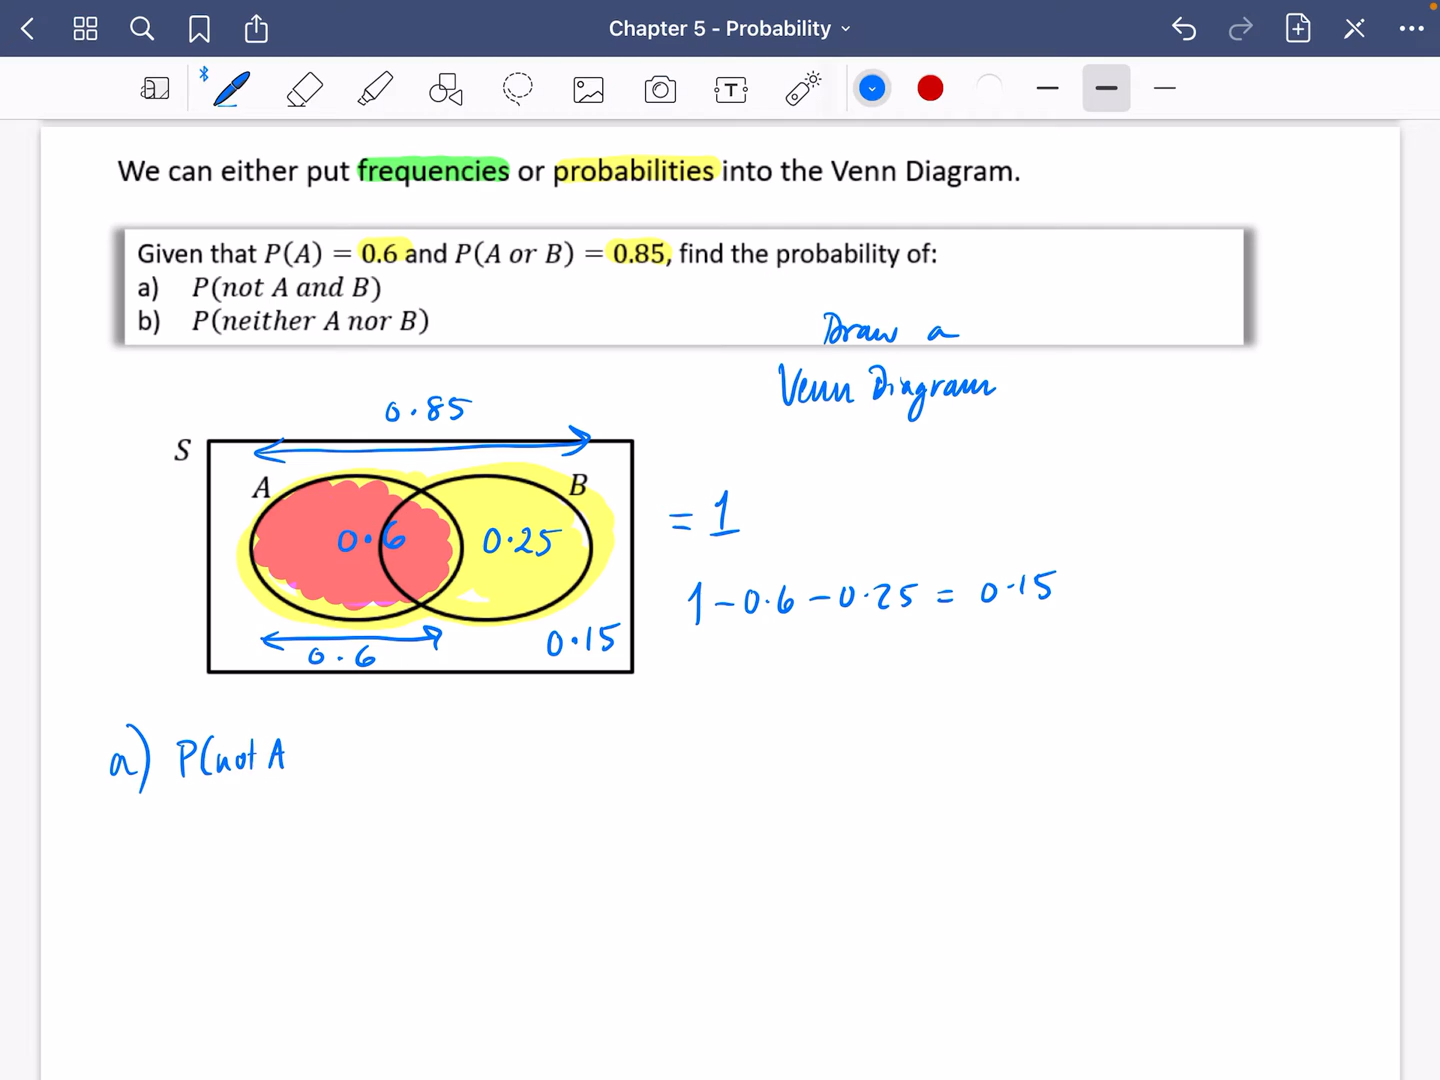 Chapter 5 - Probability
We can either put frequencies or probabilities into the Venn Diagram.
Given that P(A) = 0.6 and P(A or B) = 0.85, find the probability of:
a) P(not A and B)
b) P(neither A nor B)
Draw a
Venn Diagram
0.85
S
A
B
0.6
0.25
= 1
1 - 0.6 - 0.25 = 0.15
0.6
0.15
a) P(not A